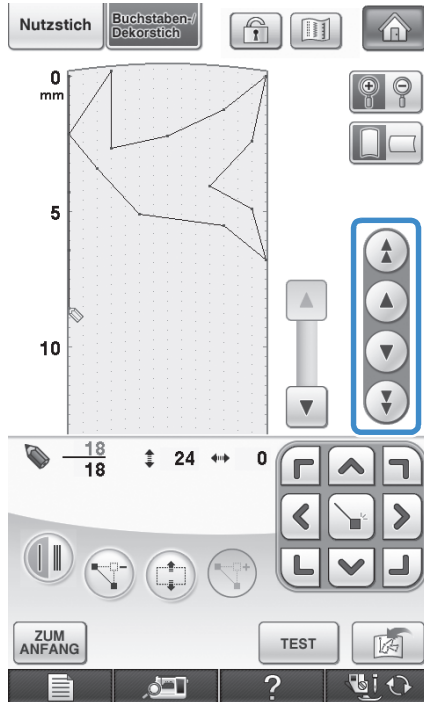 Nutzstich
Buchstaben-/
Dekorstich
0
mm
5
10
18
18
24
0
ZUM
ANFANG
TEST
?